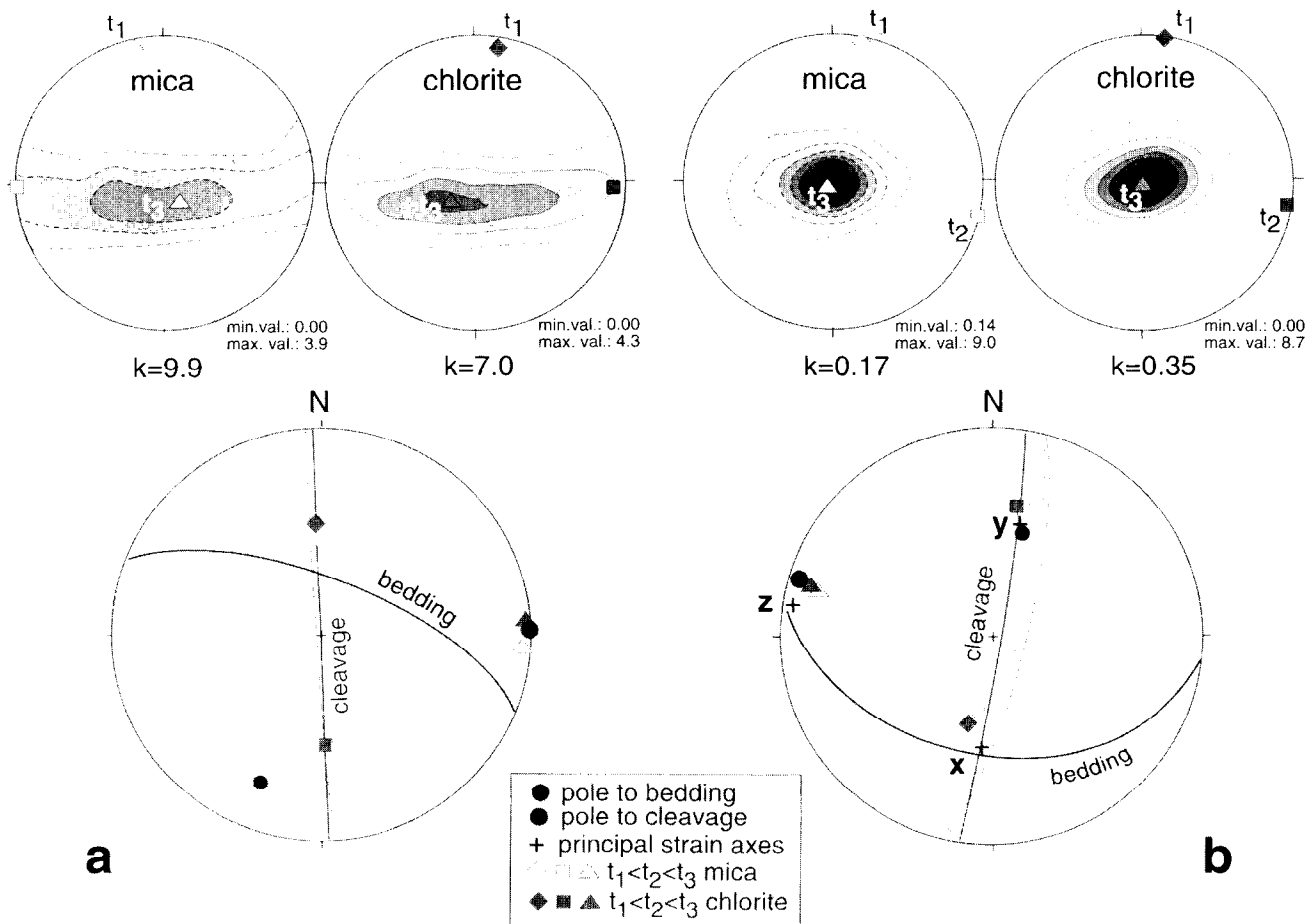 t1
mica
t3
min.val.: 0.00
max. val.: 3.9
k=9.9
t1
chlorite
min.val.: 0.00
max. val.: 4.3
k=7.0
t1
mica
t3
t2
min.val.: 0.14
max. val.: 9.0
k=0.17
t1
chlorite
t3
t2
min.val.: 0.00
max. val.: 8.7
k=0.35
N
bedding
cleavage
a
N
y
z
cleavage
x
bedding
b
pole to bedding
pole to cleavage
principal strain axes
t1<t2<t3 mica
t1<t2<t3 chlorite